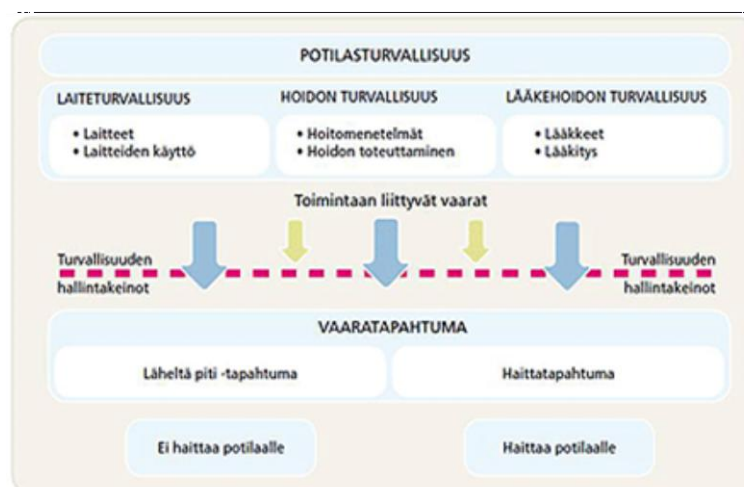 POTILASTURVALLISUUS
LAITETURVALLISUUS
• Laitteet
• Laitteiden käyttö
HOIDON TURVALLISUUS
• Hoitomenetelmät
• Hoidon toteuttaminen
LÄÄKEHOIDON TURVALLISUUS
• Lääkkeet
• Lääkitys
Toimintaan liittyvät vaarat
Turvallisuuden
hallintakeinot
Turvallisuuden
hallintakeinot
VAARATAPAHTUMA
Läheltä piti -tapahtuma
Haittatapahtuma
Ei haittaa potilaalle
Haittaa potilaalle